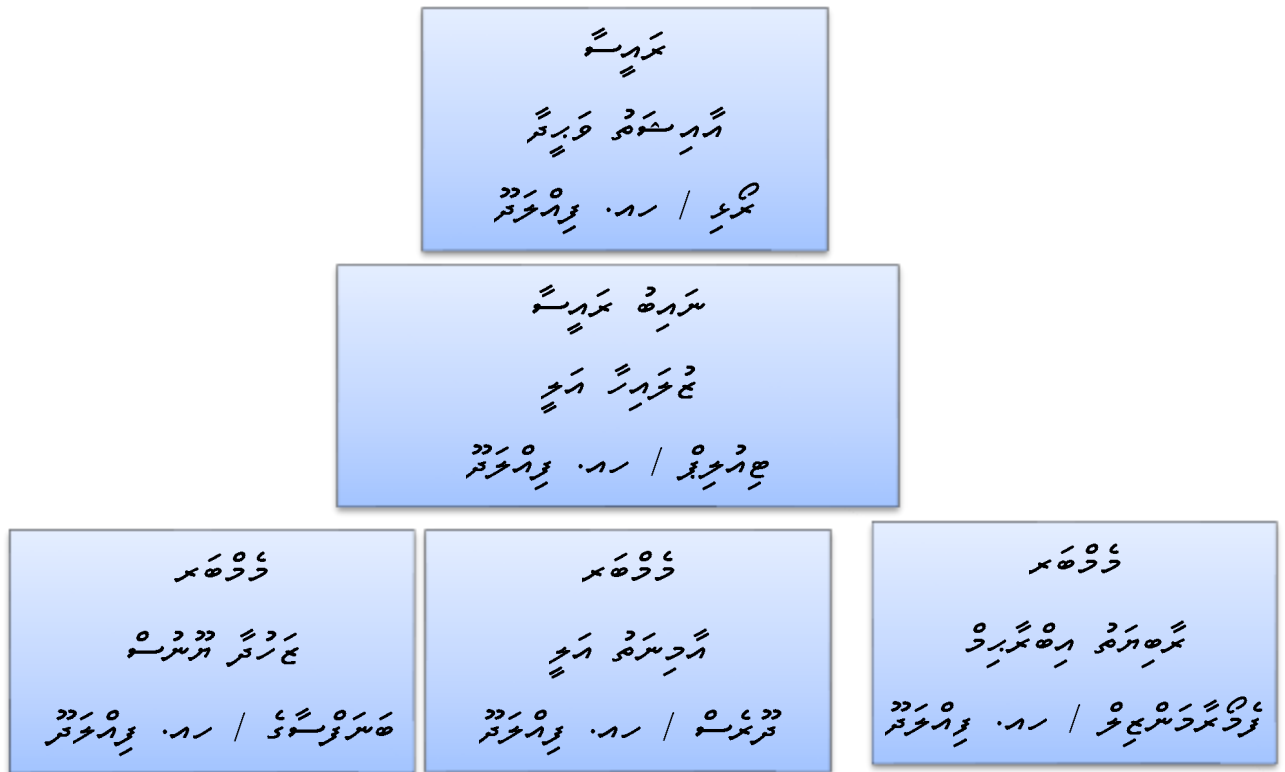 ރައީސާ
އާއިޝަތު ވަޙީދާ
ރޯޅި / ހއ. ފިއްލަދޫ
ނައިބު ރައީސާ
ޒުލައިހާ އަލީ
ޓިއުލިޕް / ހއ. ފިއްލަދޫ
މެމްބަރ
ރާބިޔަތު އިބްރާޙިމް
ފެމޯރާމަންޒިލް / ހއ. ފިއްލަދޫ
މެމްބަރ
އާމިނަތު އަލީ
ދޫރެސް / ހއ. ފިއްލަދޫ
މެމްބަރ
ޒަހުދާ ޔޫނުސް
ބަނަފްސާގެ / ހއ. ފިއްލަދޫ